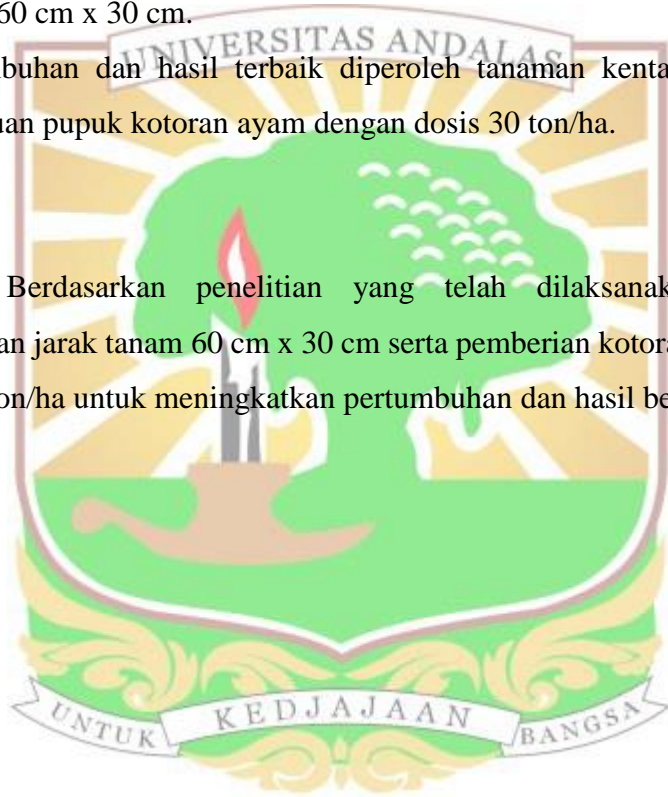 60 cm x 30 cm.
UNIVERSITAS ANDALAS
buhan dan hasil terbaik diperoleh tanaman kenta
uan pupuk kotoran ayam dengan dosis 30 ton/ha.
Berdasarkan penelitian yang telah dilaksanak
an jarak tanam 60 cm x 30 cm serta pemberian kotora
on/ha untuk meningkatkan pertumbuhan dan hasil be
UNTUK KEDJAJAAN BANGSA